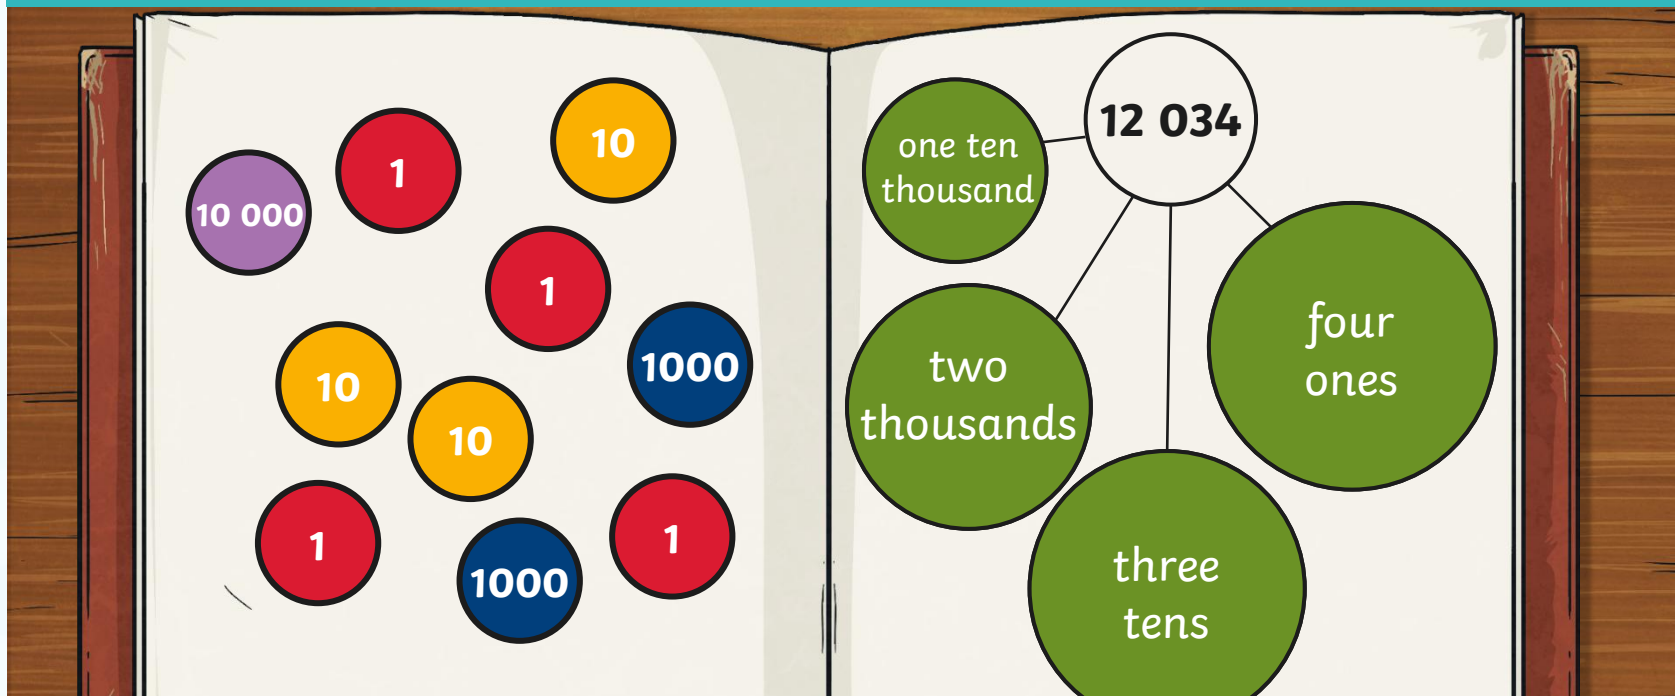 10 000
1
10
1
1000
10
10
1
1000
1
12 034
one ten
thousand
two
thousands
three
tens
four
ones